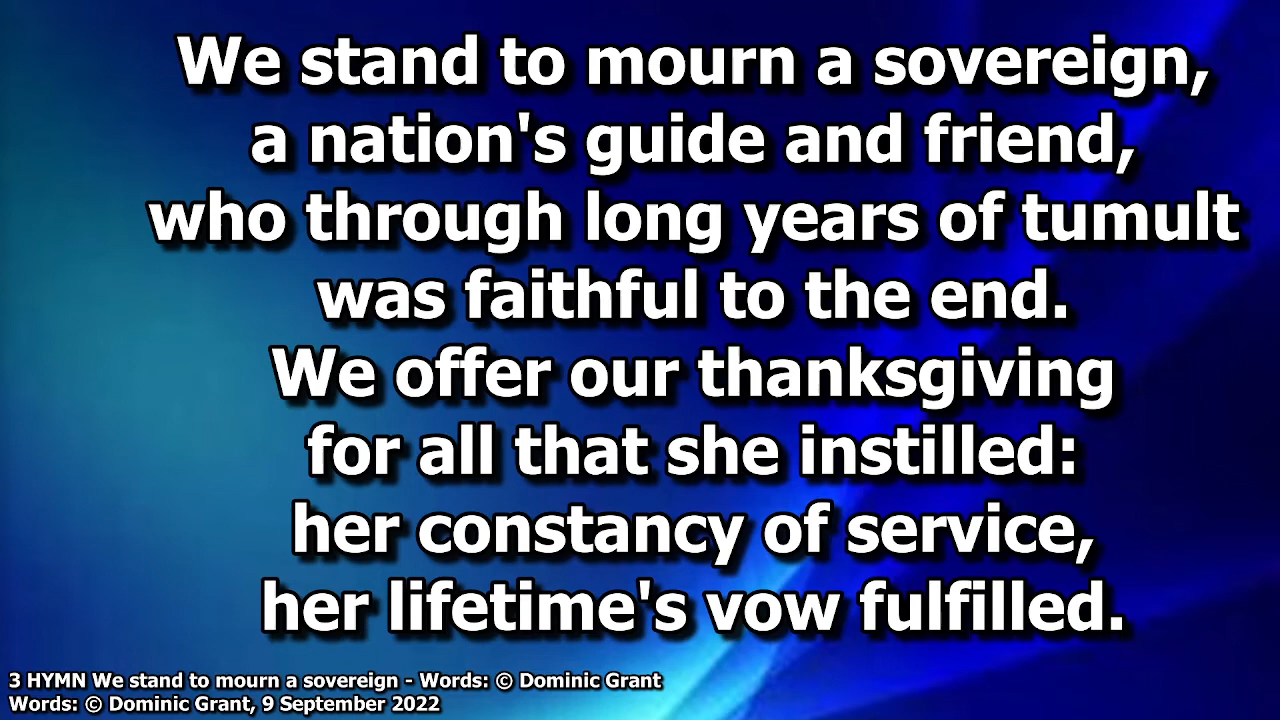 We stand to mourn a sovereign,
a nation's guide and friend,
who through long years of tumult
was faithful to the end.
We offer our thanksgiving
for all that she instilled:
her constancy of service,
her lifetime's vow fulfilled.
3 HYMN We stand to mourn a sovereign - Words: © Dominic Grant
Words: © Dominic Grant, 9 September 2022